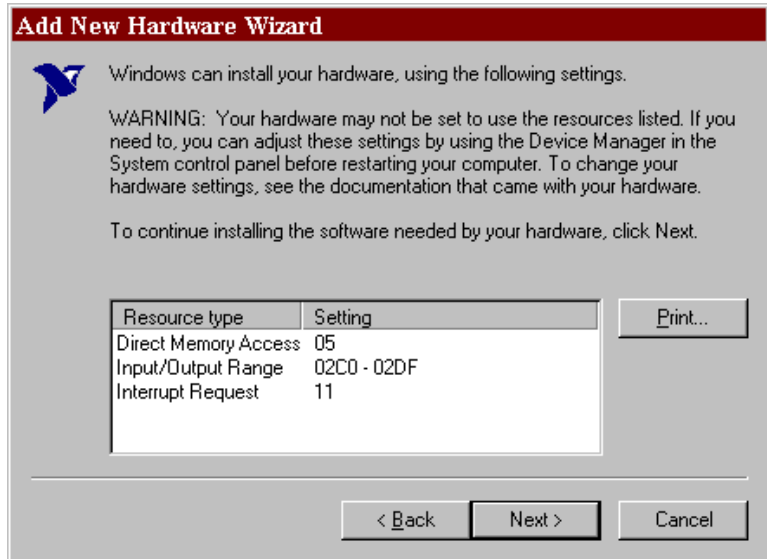 Add New Hardware Wizard
Windows can install your hardware, using the following settings.
WARNING: Your hardware may not be set to use the resources listed. If you
need to, you can adjust these settings by using the Device Manager in the
System control panel before restarting your computer. To change your
hardware settings, see the documentation that came with your hardware.
To continue installing the software needed by your hardware, click Next.
Resource type Setting
Direct Memory Access 05
Input/Output Range 02C0 - 02DF
Interrupt Request 11
Print...
< Back Next > Cancel